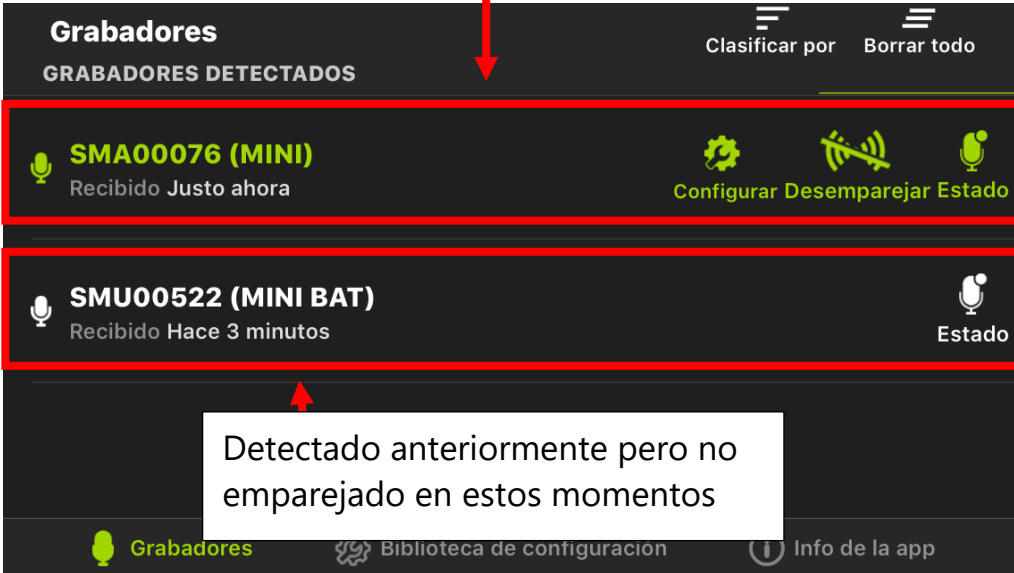 Grabadores
Clasificar por
Borrar todo
GRABADORES DETECTADOS
SMA00076 (MINI)
Recibido Justo ahora
Configurar
Desemparejar
Estado
SMU00522 (MINI BAT)
Recibido Hace 3 minutos
Estado
Detectado anteriormente pero no
emparejado en estos momentos
Grabadores
Biblioteca de configuración
Info de la app